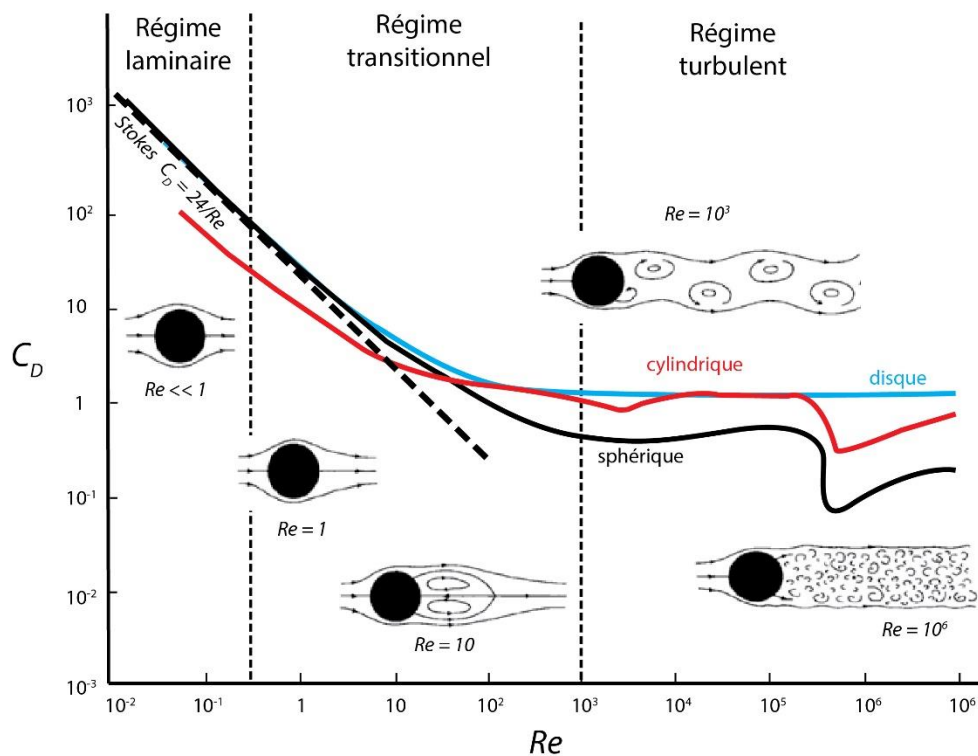 Régime
laminaire
Régime
transitionnel
Régime
turbulent
10³
10²
10
1
10⁻¹
10⁻²
10⁻³
C_D
Stokes C_D = 24/Re
Re << 1
Re = 1
Re = 10
Re = 10³
cylindrique
disque
sphérique
Re = 10⁶
10⁻² 10⁻¹ 1 10 10² 10³ 10⁴ 10⁵ 10⁶ 10⁶
Re